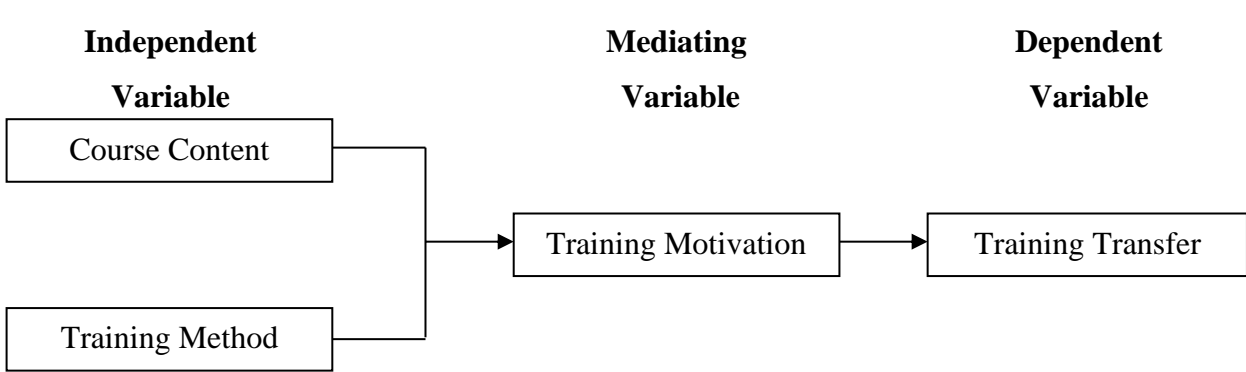 Independent
Variable
Mediating
Variable
Dependent
Variable
Course Content
Training Method
Training Motivation
Training Transfer